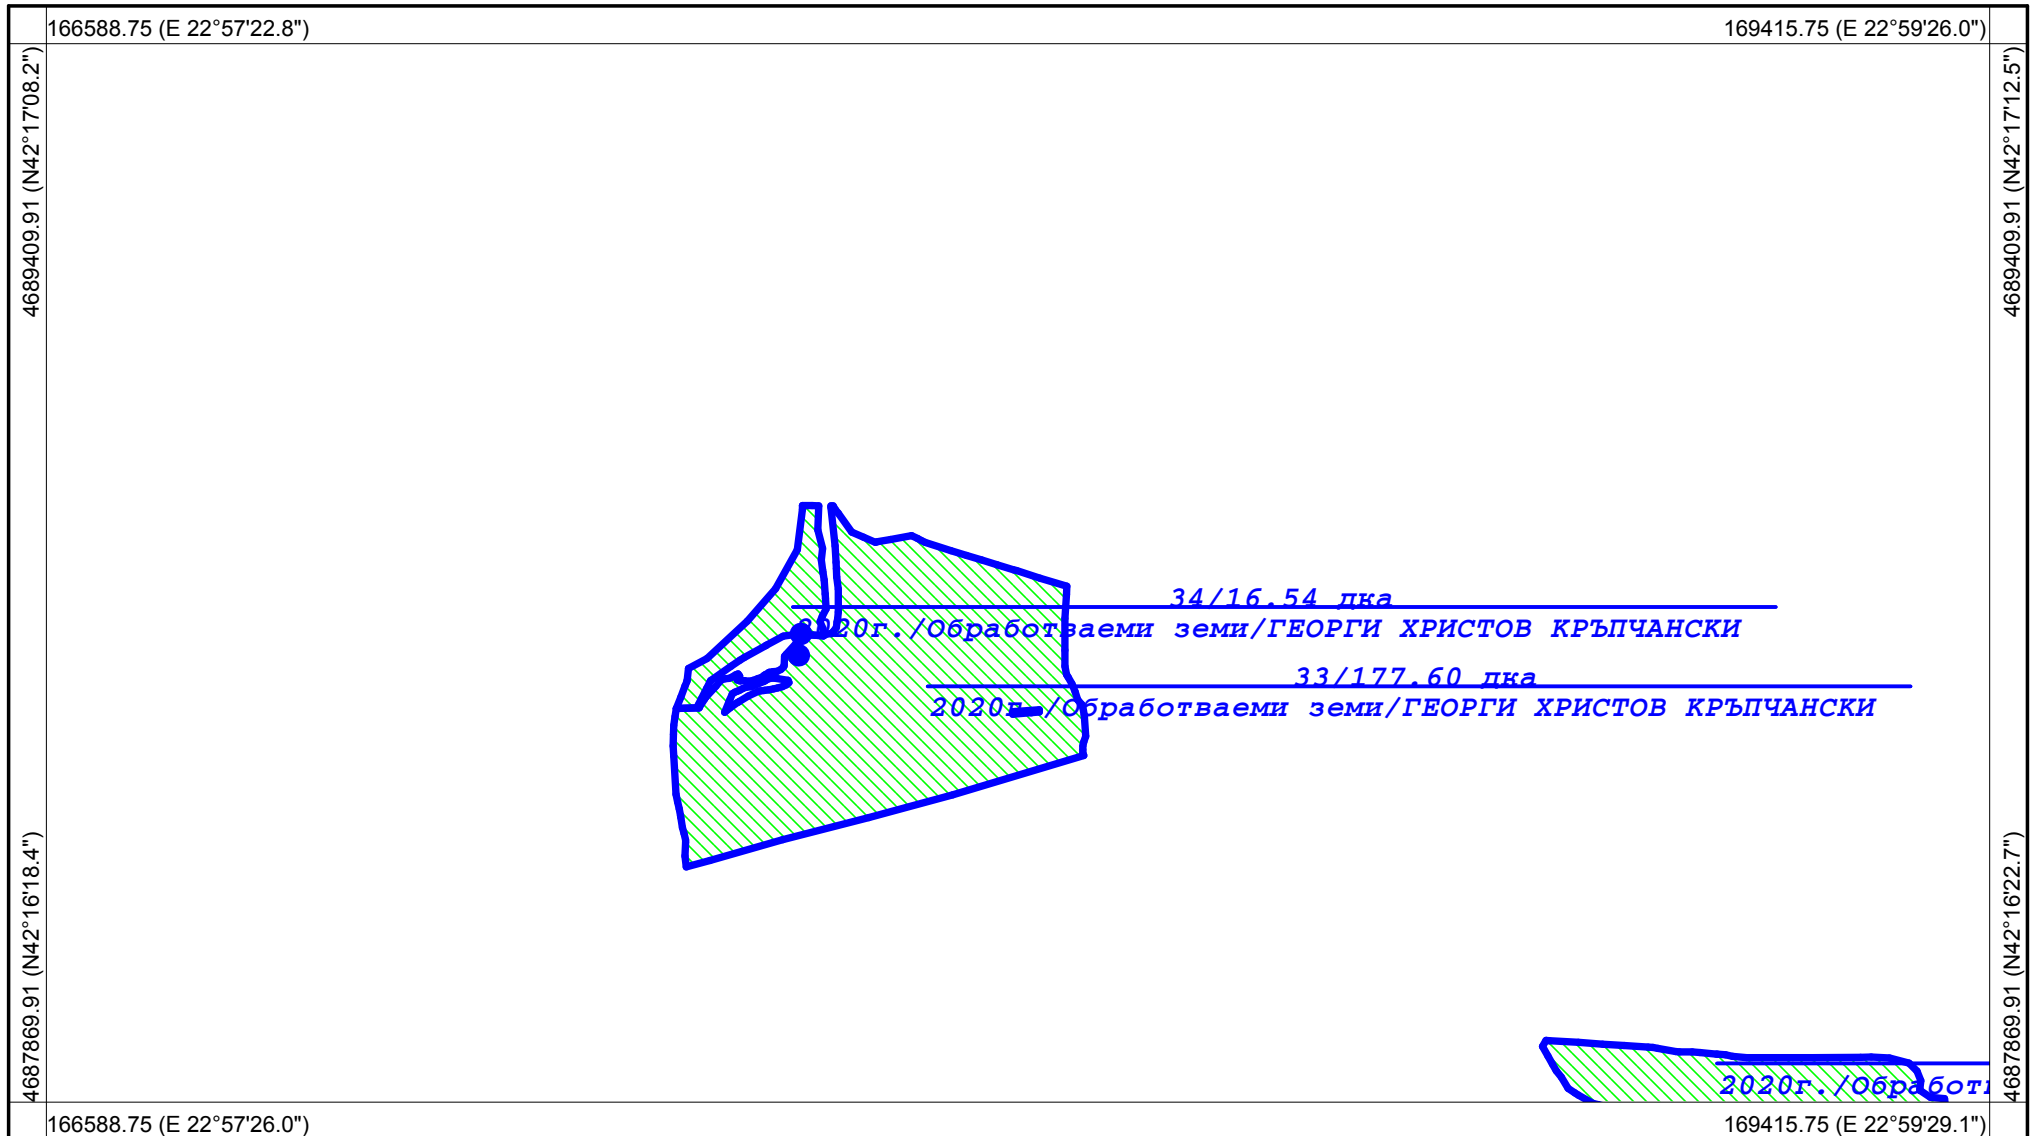 166588.75 (E 22°57'22.8") 169415.75 (E 22°59'26.0")
4689409.91 (N42°17'08.2")
4689409.91 (N42°17'12.5")
34/16.54 дка
2020г./Обработваеми земи/ГЕОРГИ ХРИСТОВ КРЪПЧАНСКИ
33/177.60 дка
2020г./Обработваеми земи/ГЕОРГИ ХРИСТОВ КРЪПЧАНСКИ
4687869.91 (N42°16'18.4")
4687869.91 (N42°16'22.7")
2020г./Обработ
166588.75 (E 22°57'26.0") 169415.75 (E 22°59'29.1")